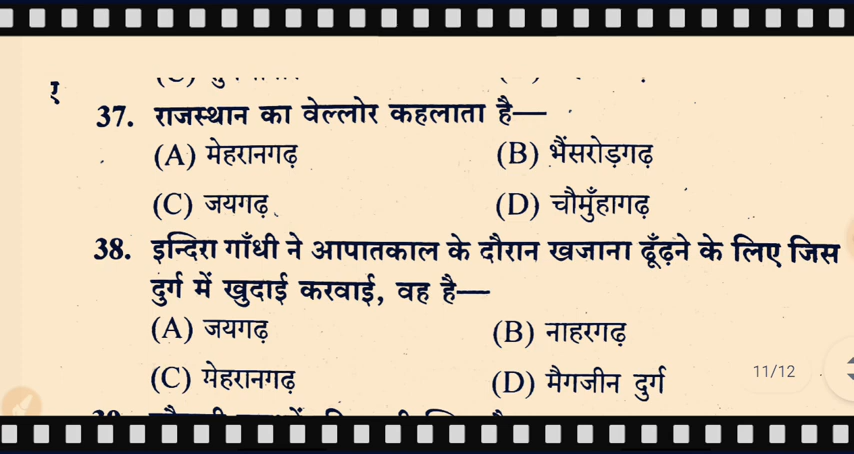 37. राजस्थान का वेल्लोर कहलाता है—
(A) मेहरानगढ़ (B) भैंसरोड़गढ़
(C) जयगढ़ (D) चौमुँहागढ़
38. इन्दिरा गाँधी ने आपातकाल के दौरान खजाना ढूँढ़ने के लिए जिस
दुर्ग में खुदाई करवाई, वह है—
(A) जयगढ़ (B) नाहरगढ़
(C) मेहरानगढ़ (D) मैगजीन दुर्ग
11/12